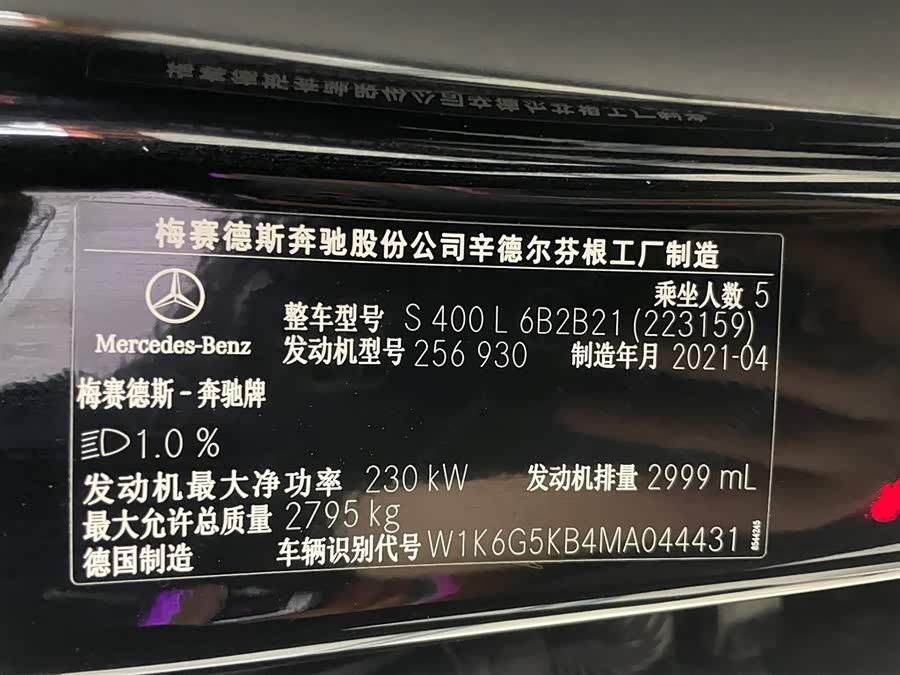 梅赛德斯奔驰股份公司辛德尔芬根工厂制造
乘坐人数 5
整车型号 S 400 L 6B2B21 (223159)
Mercedes-Benz
发动机型号 256 930 制造年月 2021-04
梅赛德斯-奔驰牌
1.0 %
发动机最大净功率 230 kW 发动机排量 2999 mL
最大允许总质量 2795 kg
德国制造 车辆识别代号 W1K6G5KB4MA044431
8544245